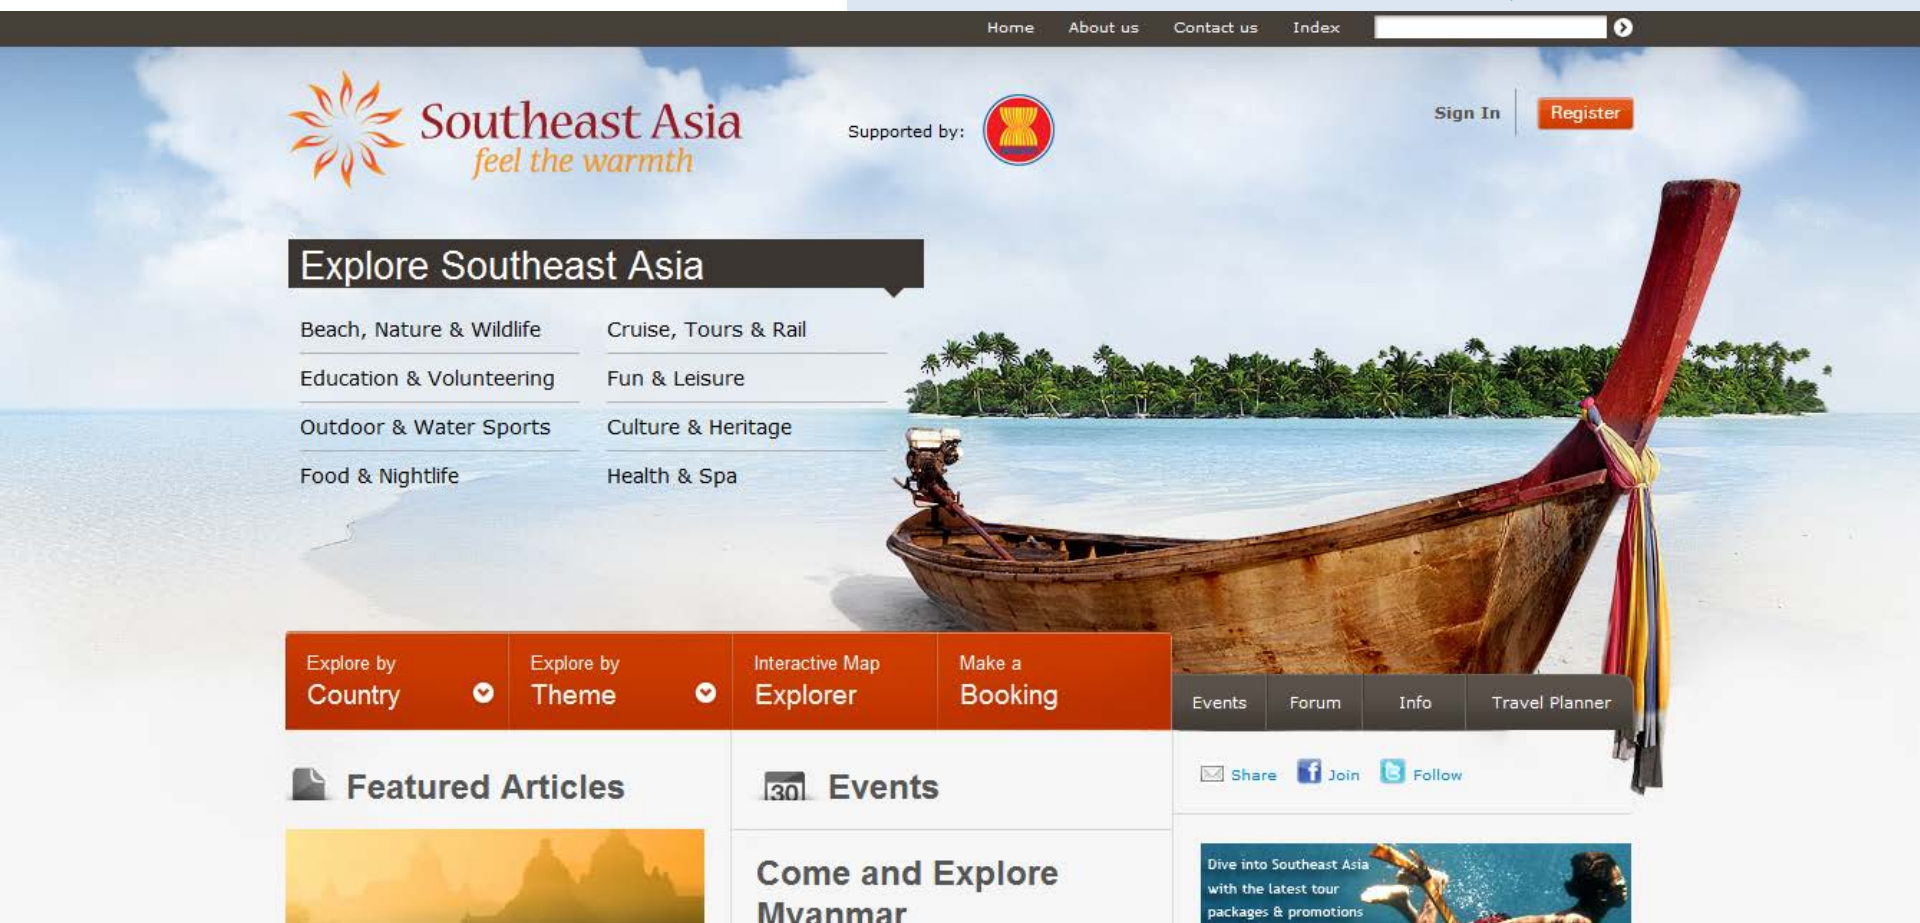 Home About us Contact us Index
Southeast Asia
feel the warmth
Supported by:
Sign In Register
Explore Southeast Asia
Beach, Nature & Wildlife
Cruise, Tours & Rail
Education & Volunteering
Fun & Leisure
Outdoor & Water Sports
Culture & Heritage
Food & Nightlife
Health & Spa
Explore by
Country
Explore by
Theme
Interactive Map
Explorer
Make a
Booking
Events Forum Info Travel Planner
Featured Articles
30
Events
Come and Explore
Myanmar
Share Join Follow
Dive into Southeast Asia
with the latest tour
packages & promotions